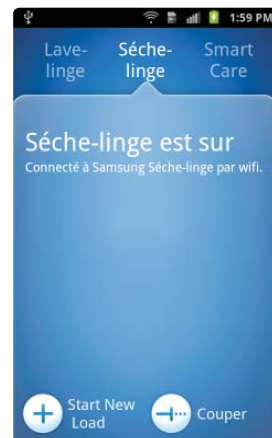 1:59 PM
Lave-
linge
Séche-
linge
Smart
Care
Séche-linge est sur
Connecté à Samsung Séche-linge par wifi.
Start New
Load
Couper